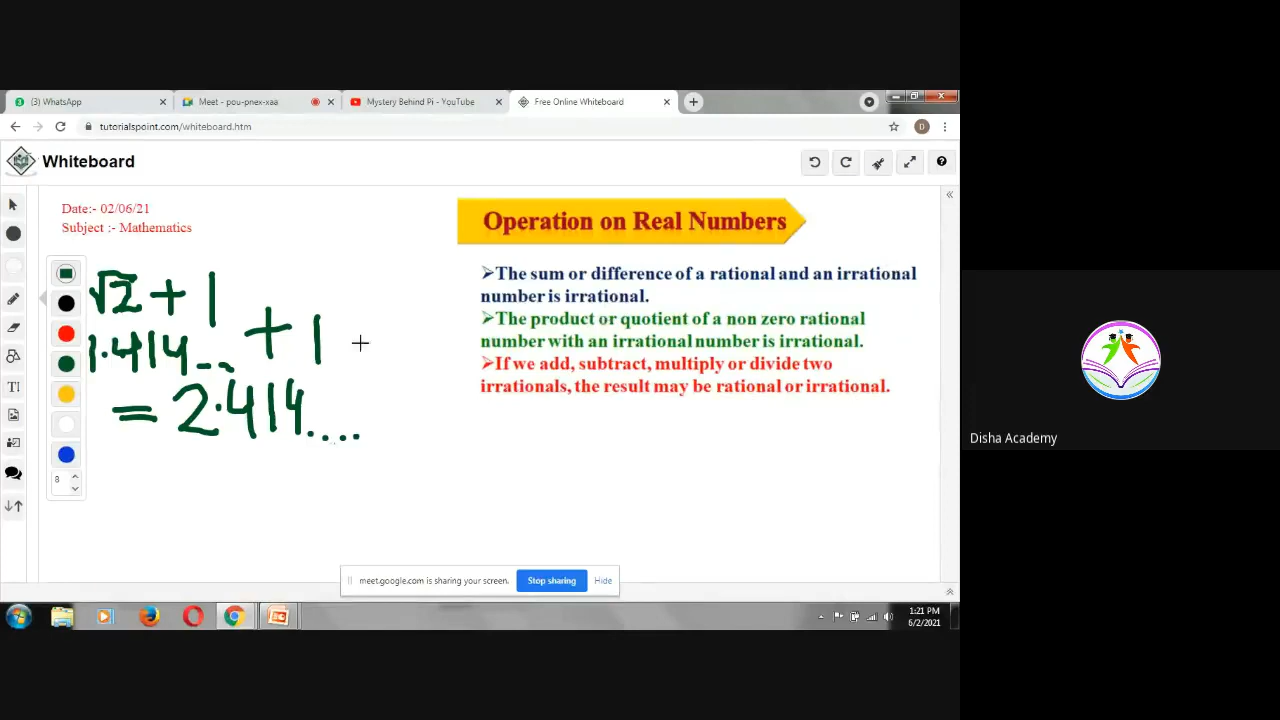 (3) WhatsApp
Meet - pou-pnex-xaa
Mystery Behind Pi - YouTube
Free Online Whiteboard
tutorialspoint.com/whiteboard.htm
D
Whiteboard
Date:- 02/06/21
Subject :- Mathematics
Operation on Real Numbers
➢The sum or difference of a rational and an irrational
number is irrational.
➢The product or quotient of a non zero rational
number with an irrational number is irrational.
➢If we add, subtract, multiply or divide two
irrationals, the result may be rational or irrational.
√2 + 1
1.414... + 1
= 2.414....
TI
8
Disha Academy
meet.google.com is sharing your screen.
Stop sharing
Hide
1:21 PM
6/2/2021